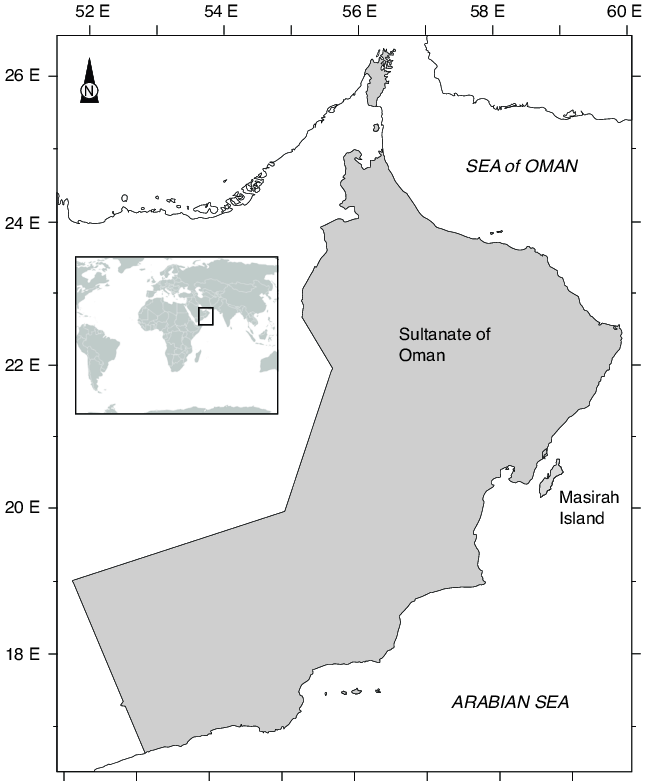 52 E 54 E 56 E 58 E 60 E
26 E
N
SEA of OMAN
24 E
Sultanate of
Oman
22 E
Masirah
Island
20 E
18 E
ARABIAN SEA